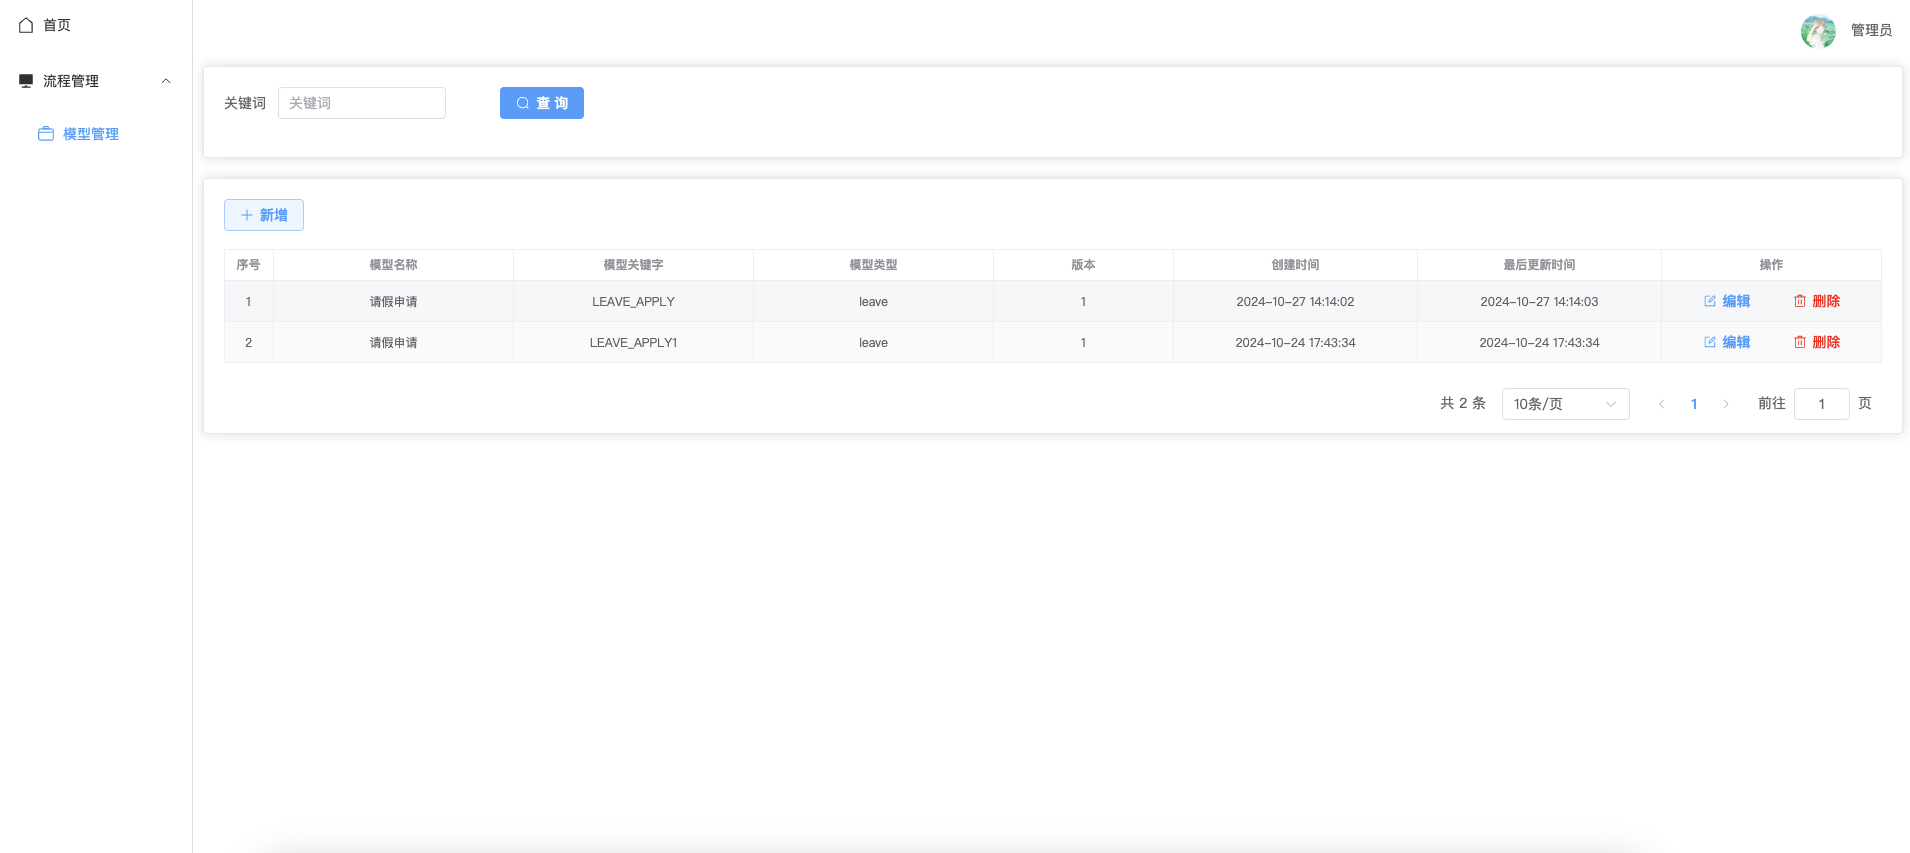 首页
管理员
流程管理
关键词 关键词 查 询
模型管理
新增
序号 模型名称 模型关键字 模型类型 版本 创建时间 最后更新时间 操作
1 请假申请 LEAVE_APPLY leave 1 2024-10-27 14:14:02 2024-10-27 14:14:03 编辑 删除
2 请假申请 LEAVE_APPLY1 leave 1 2024-10-24 17:43:34 2024-10-24 17:43:34 编辑 删除
共 2 条 10条/页 1 前往 1 页